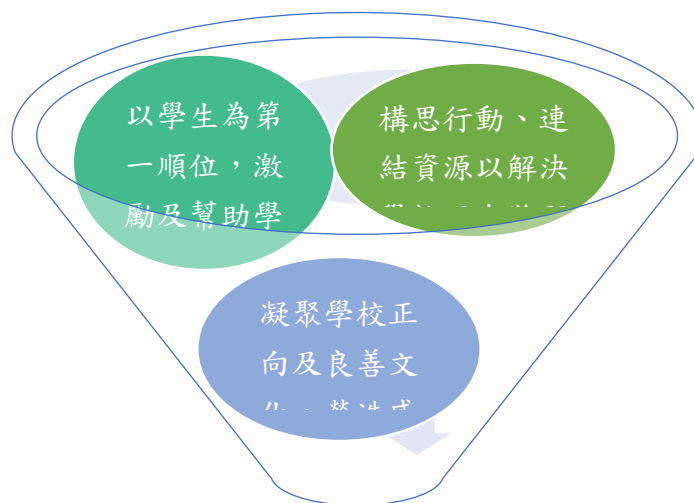 以學生為第
一順位，激
勵及幫助學
構思行動、連
結資源以解決
凝聚學校正
向及良善文